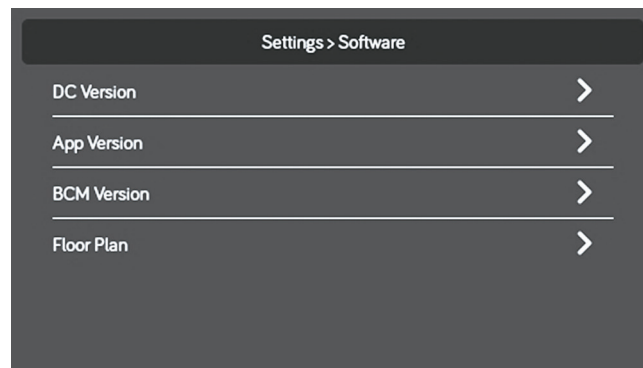 Settings > Software
DC Version
App Version
BCM Version
Floor Plan